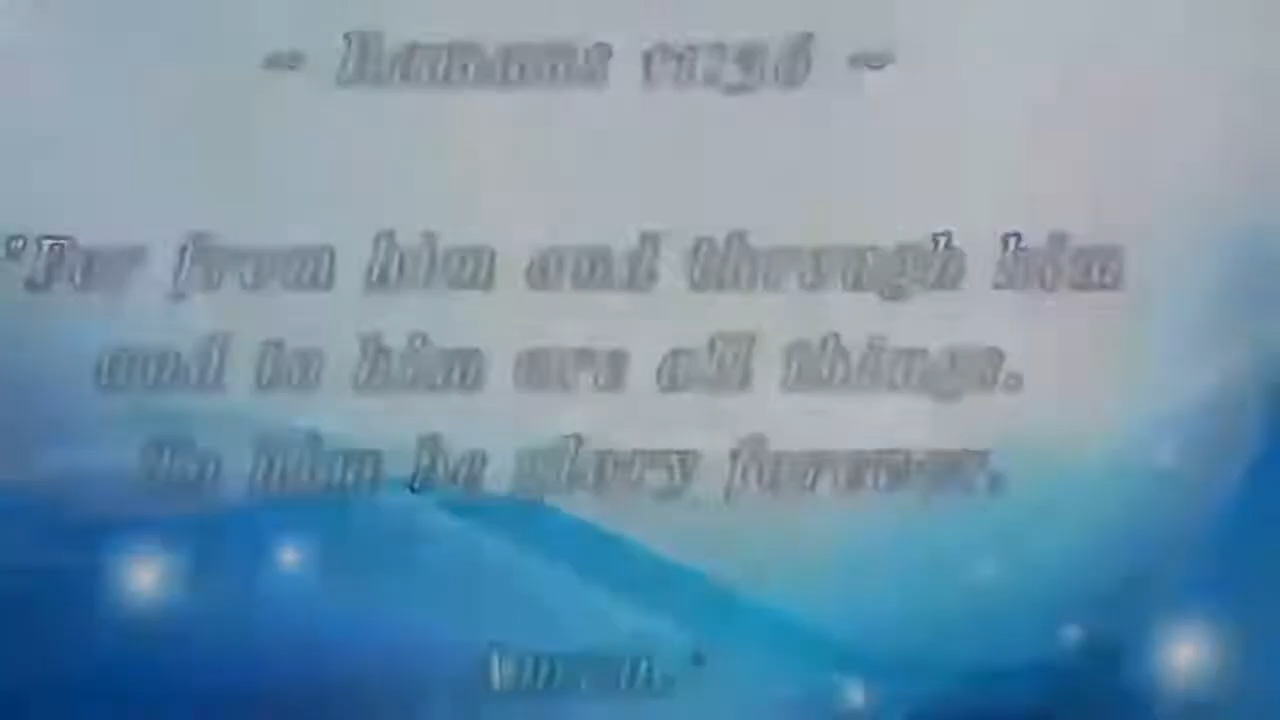 ~ Romans 11:36 ~
"For from him and through him
and to him are all things.
To him be glory forever.